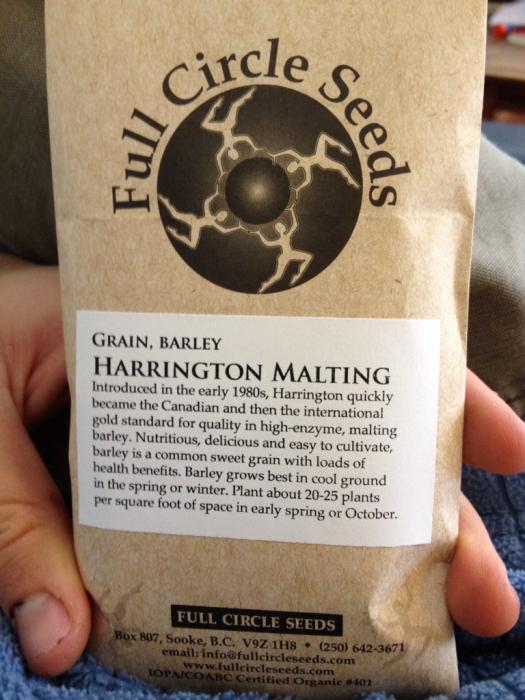 Full Circle Seeds
GRAIN, BARLEY
HARRINGTON MALTING
Introduced in the early 1980s, Harrington quickly
became the Canadian and then the international
gold standard for quality in high-enzyme, malting
barley. Nutritious, delicious and easy to cultivate,
barley is a common sweet grain with loads of
health benefits. Barley grows best in cool ground
in the spring or winter. Plant about 20-25 plants
per square foot of space in early spring or October.
FULL CIRCLE SEEDS
Box 807, Sooke, B.C. V9Z 1H8 • (250) 642-3671
email: info@fullcircleseeds.com
www.fullcircleseeds.com
IOPA/COABC Certified Organic #401